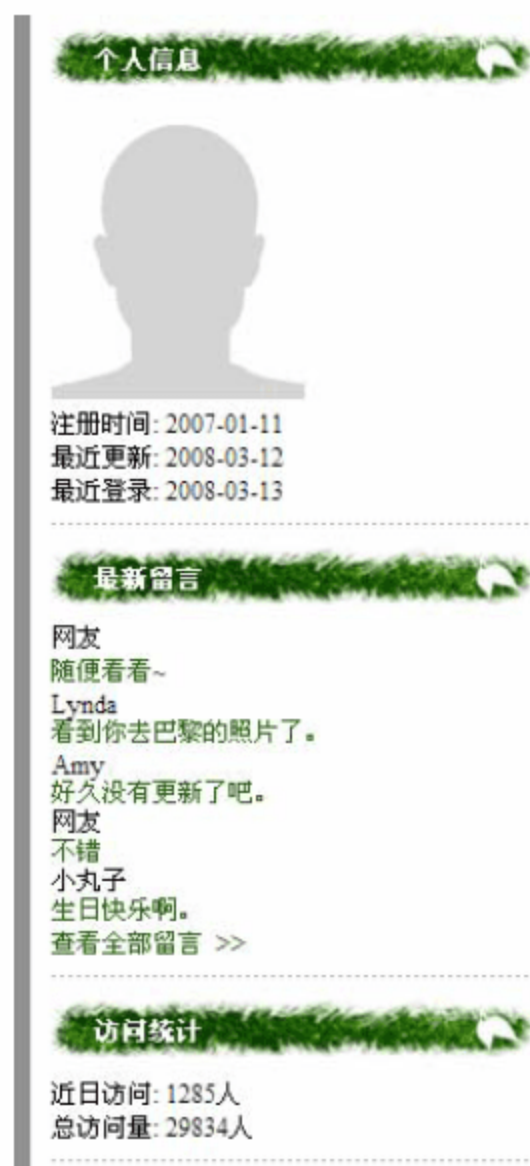 个人信息
注册时间: 2007-01-11
最近更新: 2008-03-12
最近登录: 2008-03-13
最新留言
网友
随便看看~
Lynda
看到你去巴黎的照片了。
Amy
好久没有更新了吧。
网友
不错
小丸子
生日快乐啊。
查看全部留言 >>
访问统计
近日访问: 1285人
总访问量: 29834人